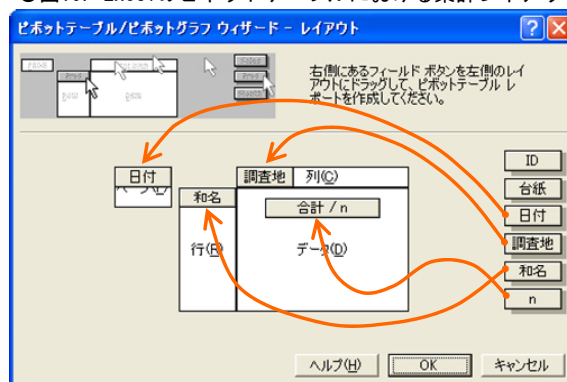 ピボットテーブル/ピボットグラフ ウィザード - レイアウト
右側にあるフィールド ボタンを左側のレイ
アウトにドラッグして、ピボットテーブル レ
ポートを作成してください。
日付
調査地 列(C)
和名
合計 / n
行(R)
データ(D)
ID
台紙
日付
調査地
和名
n
ヘルプ(H)
OK
キャンセル